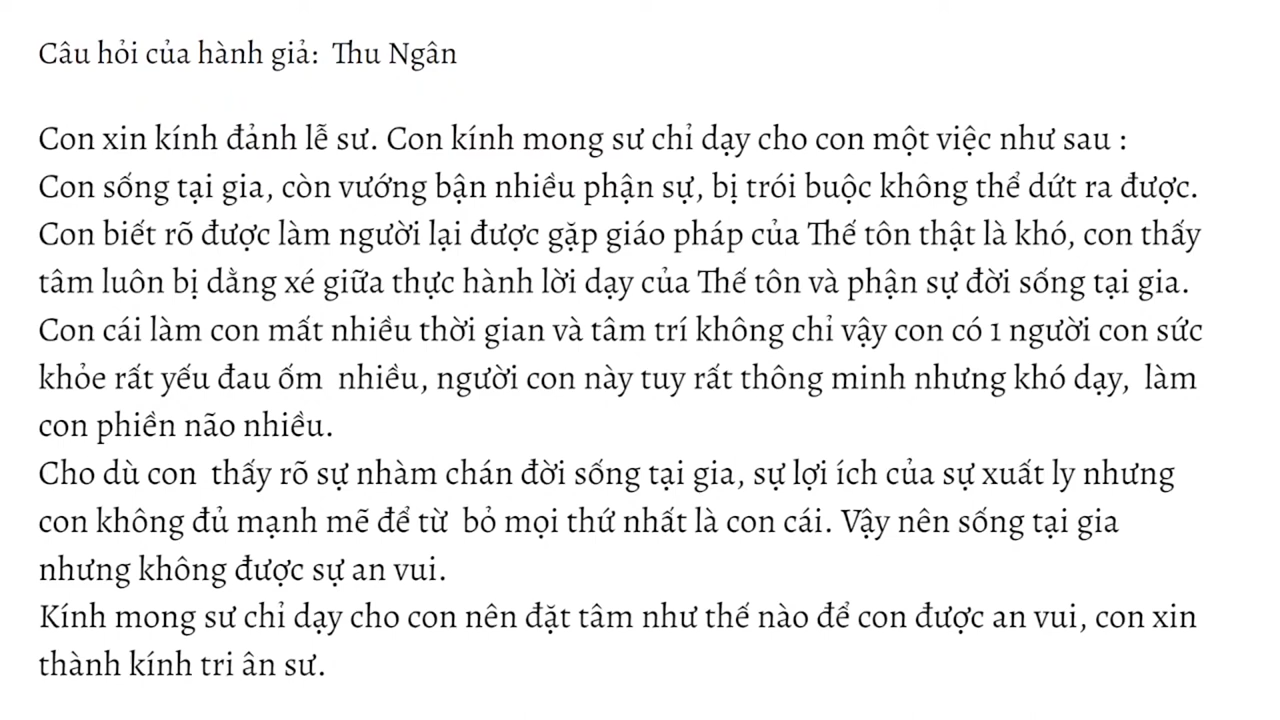 Câu hỏi của hành giả: Thu Ngân
Con xin kính đảnh lễ sư. Con kính mong sư chỉ dạy cho con một việc như sau :
Con sống tại gia, còn vướng bận nhiều phận sự, bị trói buộc không thể dứt ra được.
Con biết rõ được làm người lại được gặp giáo pháp của Thế tôn thật là khó, con thấy
tâm luôn bị dằng xé giữa thực hành lời dạy của Thế tôn và phận sự đời sống tại gia.
Con cái làm con mất nhiều thời gian và tâm trí không chỉ vậy con có 1 người con sức
khỏe rất yếu đau ốm nhiều, người con này tuy rất thông minh nhưng khó dạy, làm
con phiền não nhiều.
Cho dù con thấy rõ sự nhàm chán đời sống tại gia, sự lợi ích của sự xuất ly nhưng
con không đủ mạnh mẽ để từ bỏ mọi thứ nhất là con cái. Vậy nên sống tại gia
nhưng không được sự an vui.
Kính mong sư chỉ dạy cho con nên đặt tâm như thế nào để con được an vui, con xin
thành kính tri ân sư.